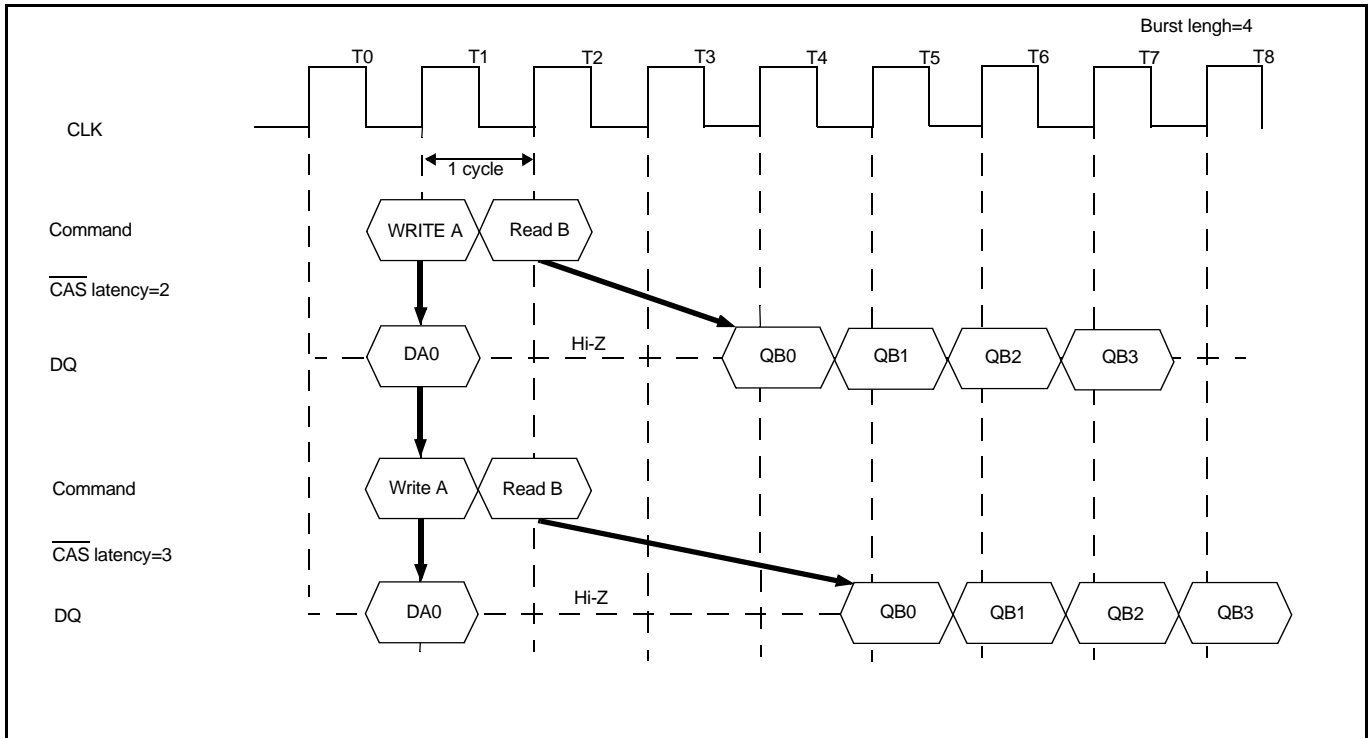 Burst lengh=4
T0 T1 T2 T3 T4 T5 T6 T7 T8
CLK
1 cycle
Command WRITE A Read B
CAS latency=2
DQ DA0 Hi-Z QB0 QB1 QB2 QB3
Command Write A Read B
CAS latency=3
DQ DA0 Hi-Z QB0 QB1 QB2 QB3